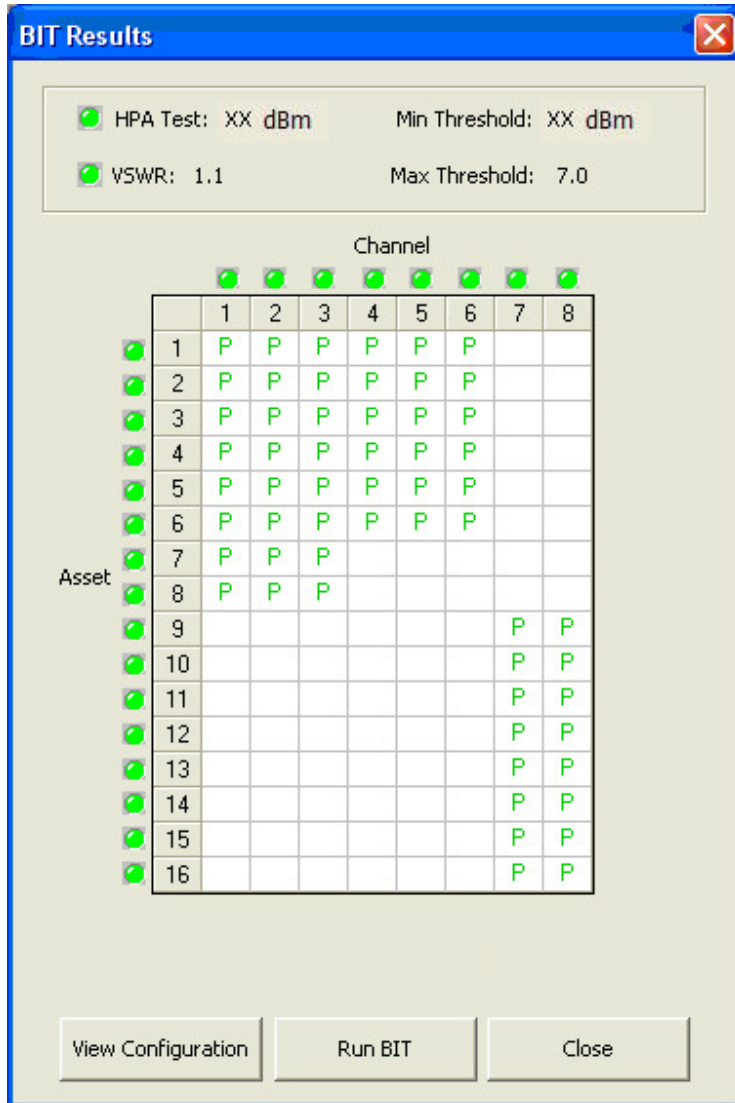 BIT Results
HPA Test: XX dBm Min Threshold: XX dBm
VSWR: 1.1 Max Threshold: 7.0
Channel
1 2 3 4 5 6 7 8
1 P P P P P P
2 P P P P P P
3 P P P P P P
4 P P P P P P
5 P P P P P P
6 P P P P P P
7 P P P
Asset
8 P P P
9 P P
10 P P
11 P P
12 P P
13 P P
14 P P
15 P P
16 P P
View Configuration Run BIT Close